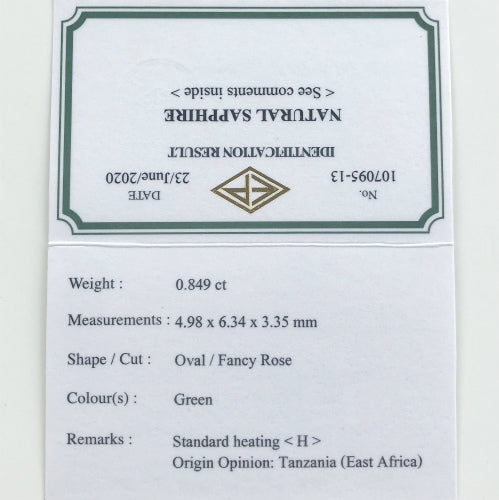 No. 107095-13
DATE 23/June/2020
IDENTIFICATION RESULT
NATURAL SAPPHIRE
< See comments inside >
Weight : 0.849 ct
Measurements : 4.98 x 6.34 x 3.35 mm
Shape / Cut : Oval / Fancy Rose
Colour(s) : Green
Remarks : Standard heating < H >
Origin Opinion: Tanzania (East Africa)